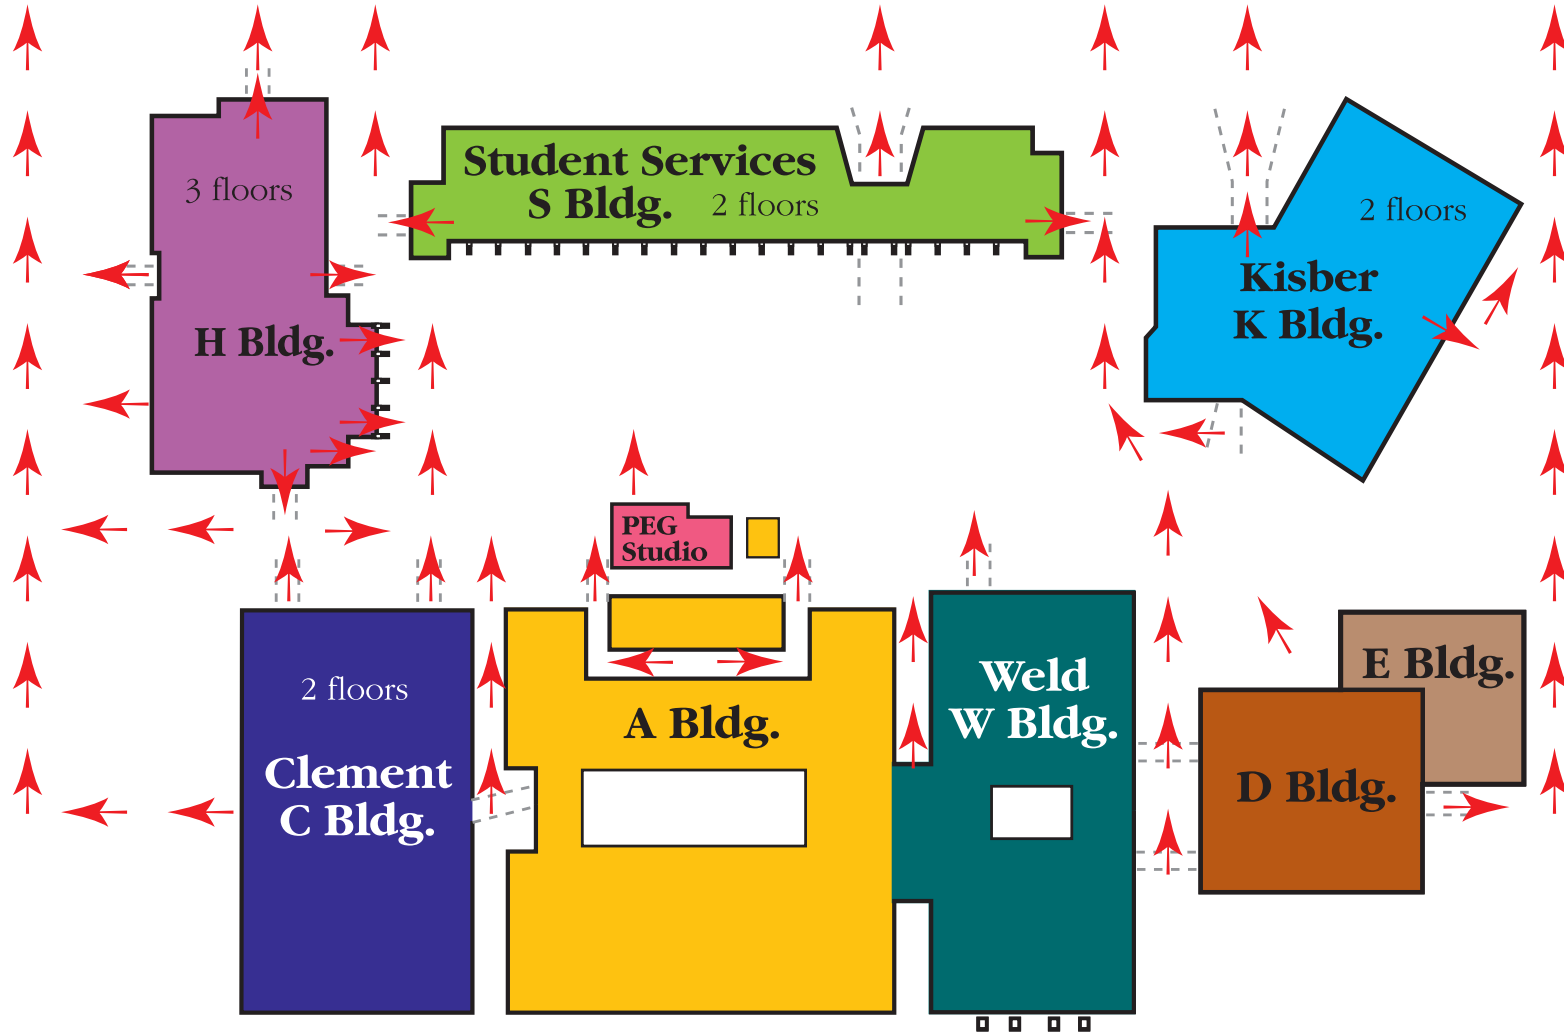 3 floors
H Bldg.
Student Services
S Bldg. 2 floors
2 floors
Kisber
K Bldg.
PEG
Studio
2 floors
Clement
C Bldg.
A Bldg.
Weld
W Bldg.
E Bldg.
D Bldg.